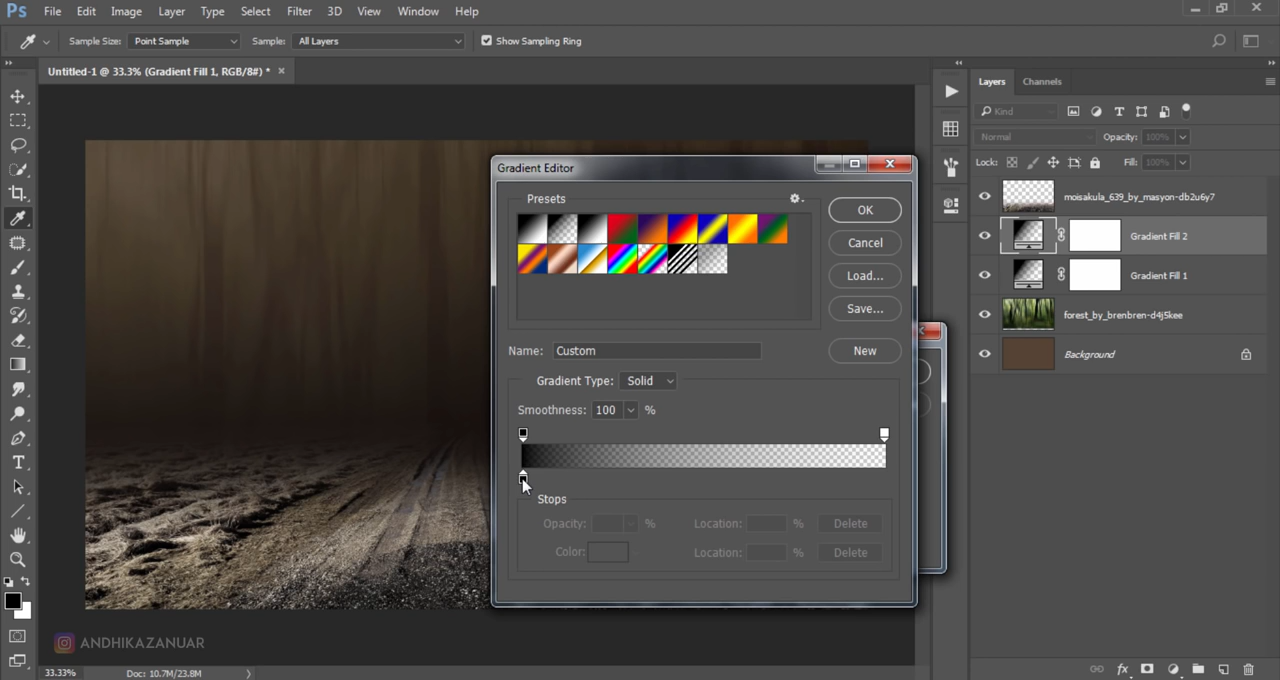 Ps File Edit Image Layer Type Select Filter 3D View Window Help
Sample Size: Point Sample Sample: All Layers Show Sampling Ring
Untitled-1 @ 33.3% (Gradient Fill 1, RGB/8#) * ×
Layers Channels
Kind
Normal Opacity: 100%
Lock: Fill: 100%
moisakula_639_by_masyon-db2u6y7
Gradient Fill 2
Gradient Fill 1
forest_by_brenbren-d4j5kee
Background
Gradient Editor
Presets
OK
Cancel
Load...
Save...
Name: Custom New
Gradient Type: Solid
Smoothness: 100 %
Stops
Opacity: % Location: % Delete
Color: Location: % Delete
ANDHIKAZANUAR
33.33% Doc: 10.7M/23.8M